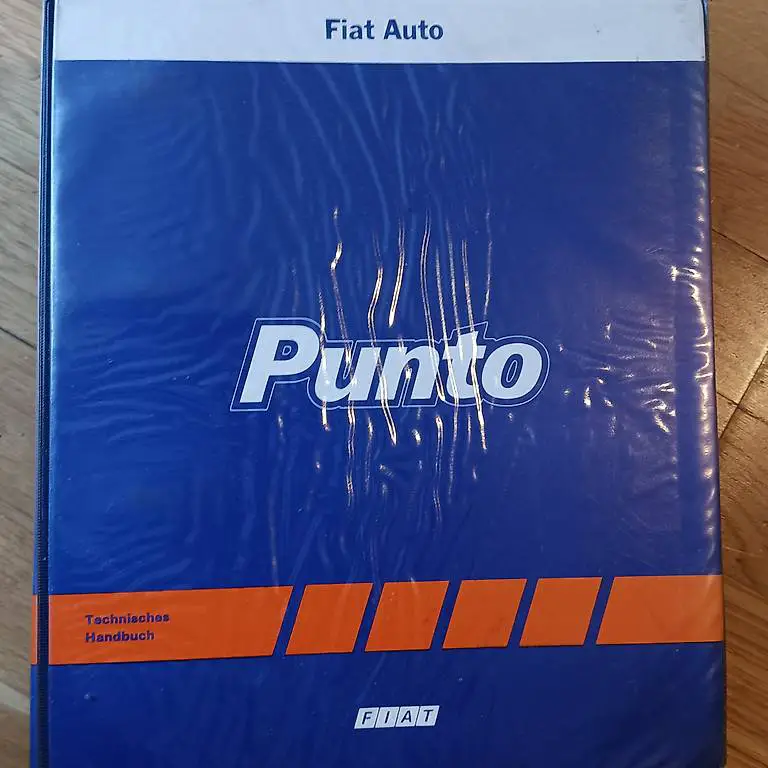 Fiat Auto
Punto
Technisches
Handbuch
FIAT